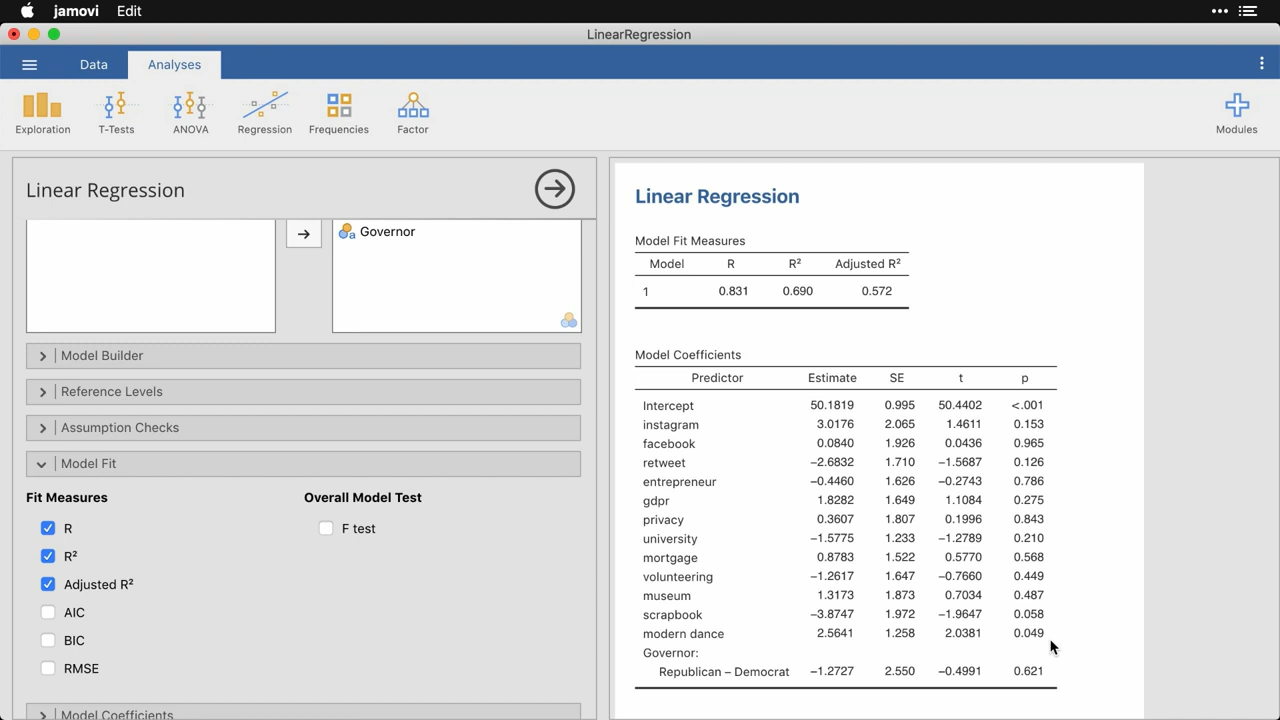 jamovi Edit
LinearRegression
Data Analyses
Exploration T-Tests ANOVA Regression Frequencies Factor Modules
Linear Regression
Governor
Model Builder
Reference Levels
Assumption Checks
Model Fit
Fit Measures Overall Model Test
R F test
R²
Adjusted R²
AIC
BIC
RMSE
Model Coefficients
Linear Regression
Model Fit Measures
Model R R² Adjusted R²
1 0.831 0.690 0.572
Model Coefficients
Predictor Estimate SE t p
Intercept 50.1819 0.995 50.4402 <.001
instagram 3.0176 2.065 1.4611 0.153
facebook 0.0840 1.926 0.0436 0.965
retweet −2.6832 1.710 −1.5687 0.126
entrepreneur −0.4460 1.626 −0.2743 0.786
gdpr 1.8282 1.649 1.1084 0.275
privacy 0.3607 1.807 0.1996 0.843
university −1.5775 1.233 −1.2789 0.210
mortgage 0.8783 1.522 0.5770 0.568
volunteering −1.2617 1.647 −0.7660 0.449
museum 1.3173 1.873 0.7034 0.487
scrapbook −3.8747 1.972 −1.9647 0.058
modern dance 2.5641 1.258 2.0381 0.049
Governor:
Republican – Democrat −1.2727 2.550 −0.4991 0.621